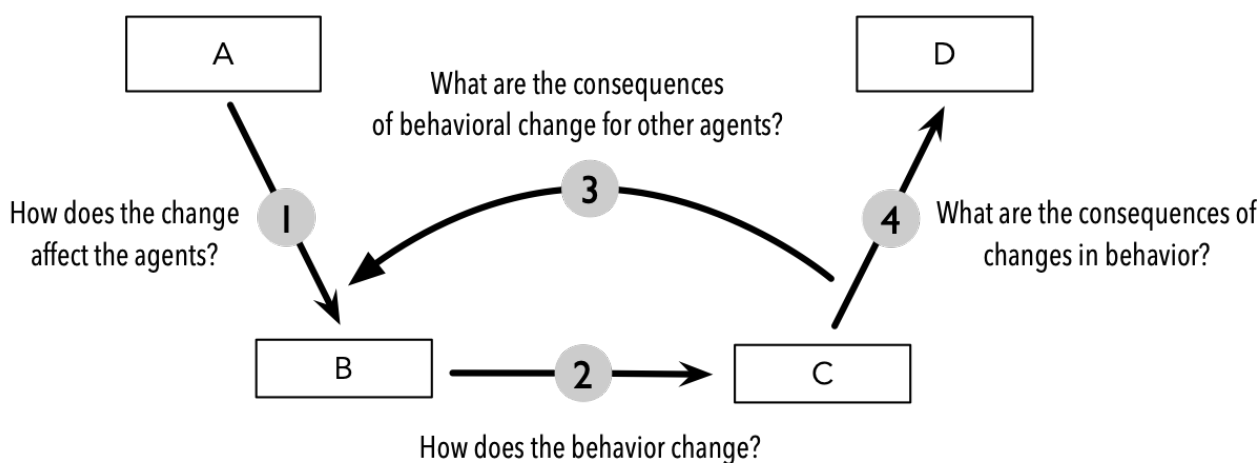 A
D
What are the consequences
of behavioral change for other agents?
3
How does the change
affect the agents?
1
4
What are the consequences of
changes in behavior?
B
2
C
How does the behavior change?